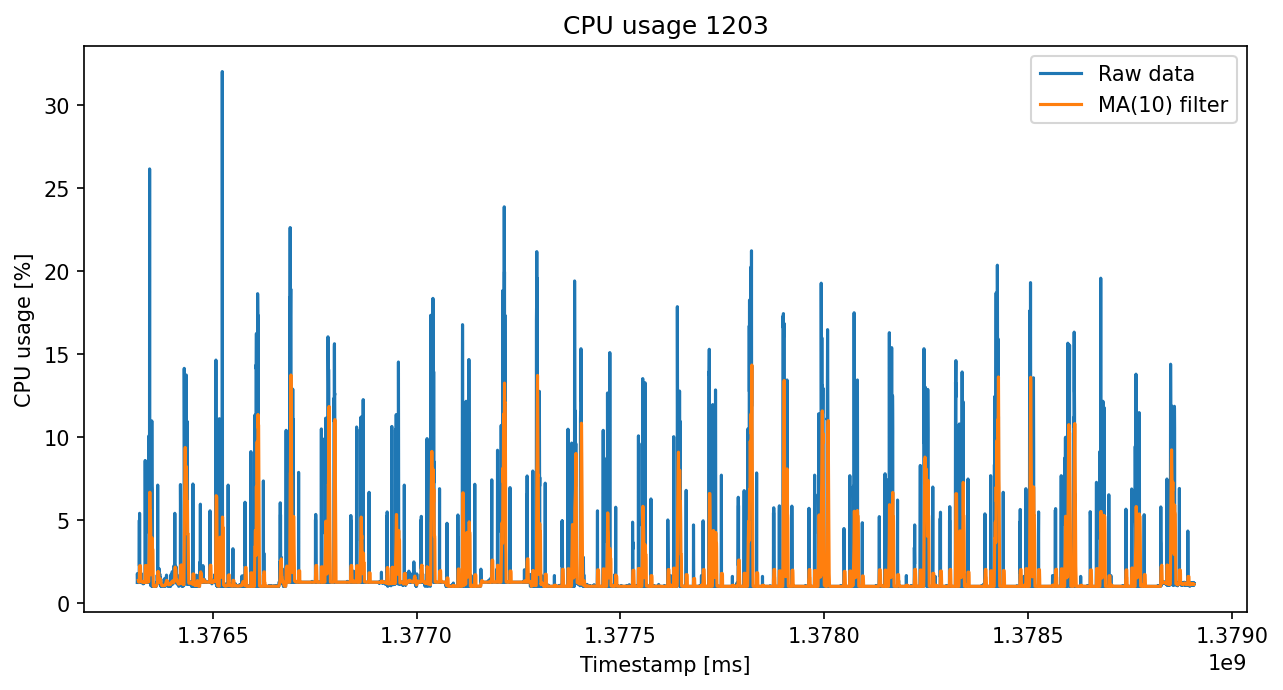 CPU usage 1203
Raw data
MA(10) filter
CPU usage [%]
30
25
20
15
10
5
0
1.3765 1.3770 1.3775 1.3780 1.3785 1.3790
1e9
Timestamp [ms]